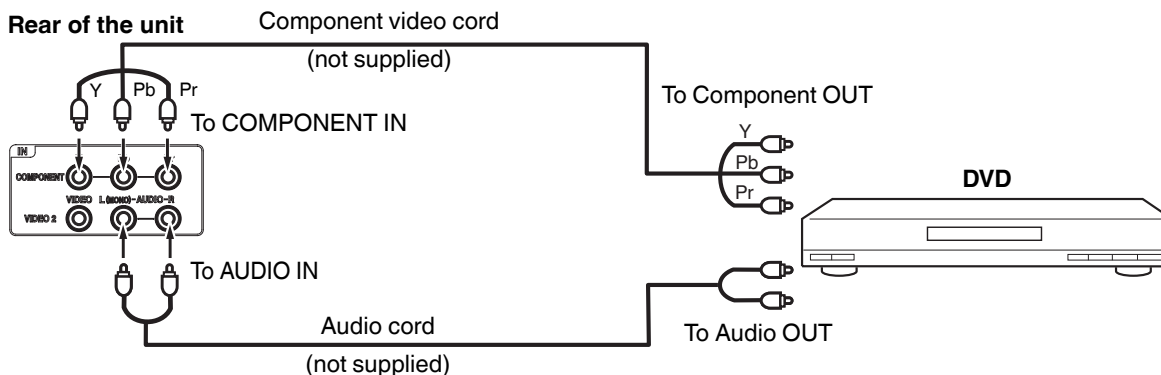 Rear of the unit
Component video cord
(not supplied)
Y Pb Pr
To COMPONENT IN
To Component OUT
Y
Pb
Pr
DVD
IN
COMPONENT
VIDEO L (MONO)-AUDIO-R
VIDEO 2
To AUDIO IN
Audio cord
(not supplied)
To Audio OUT